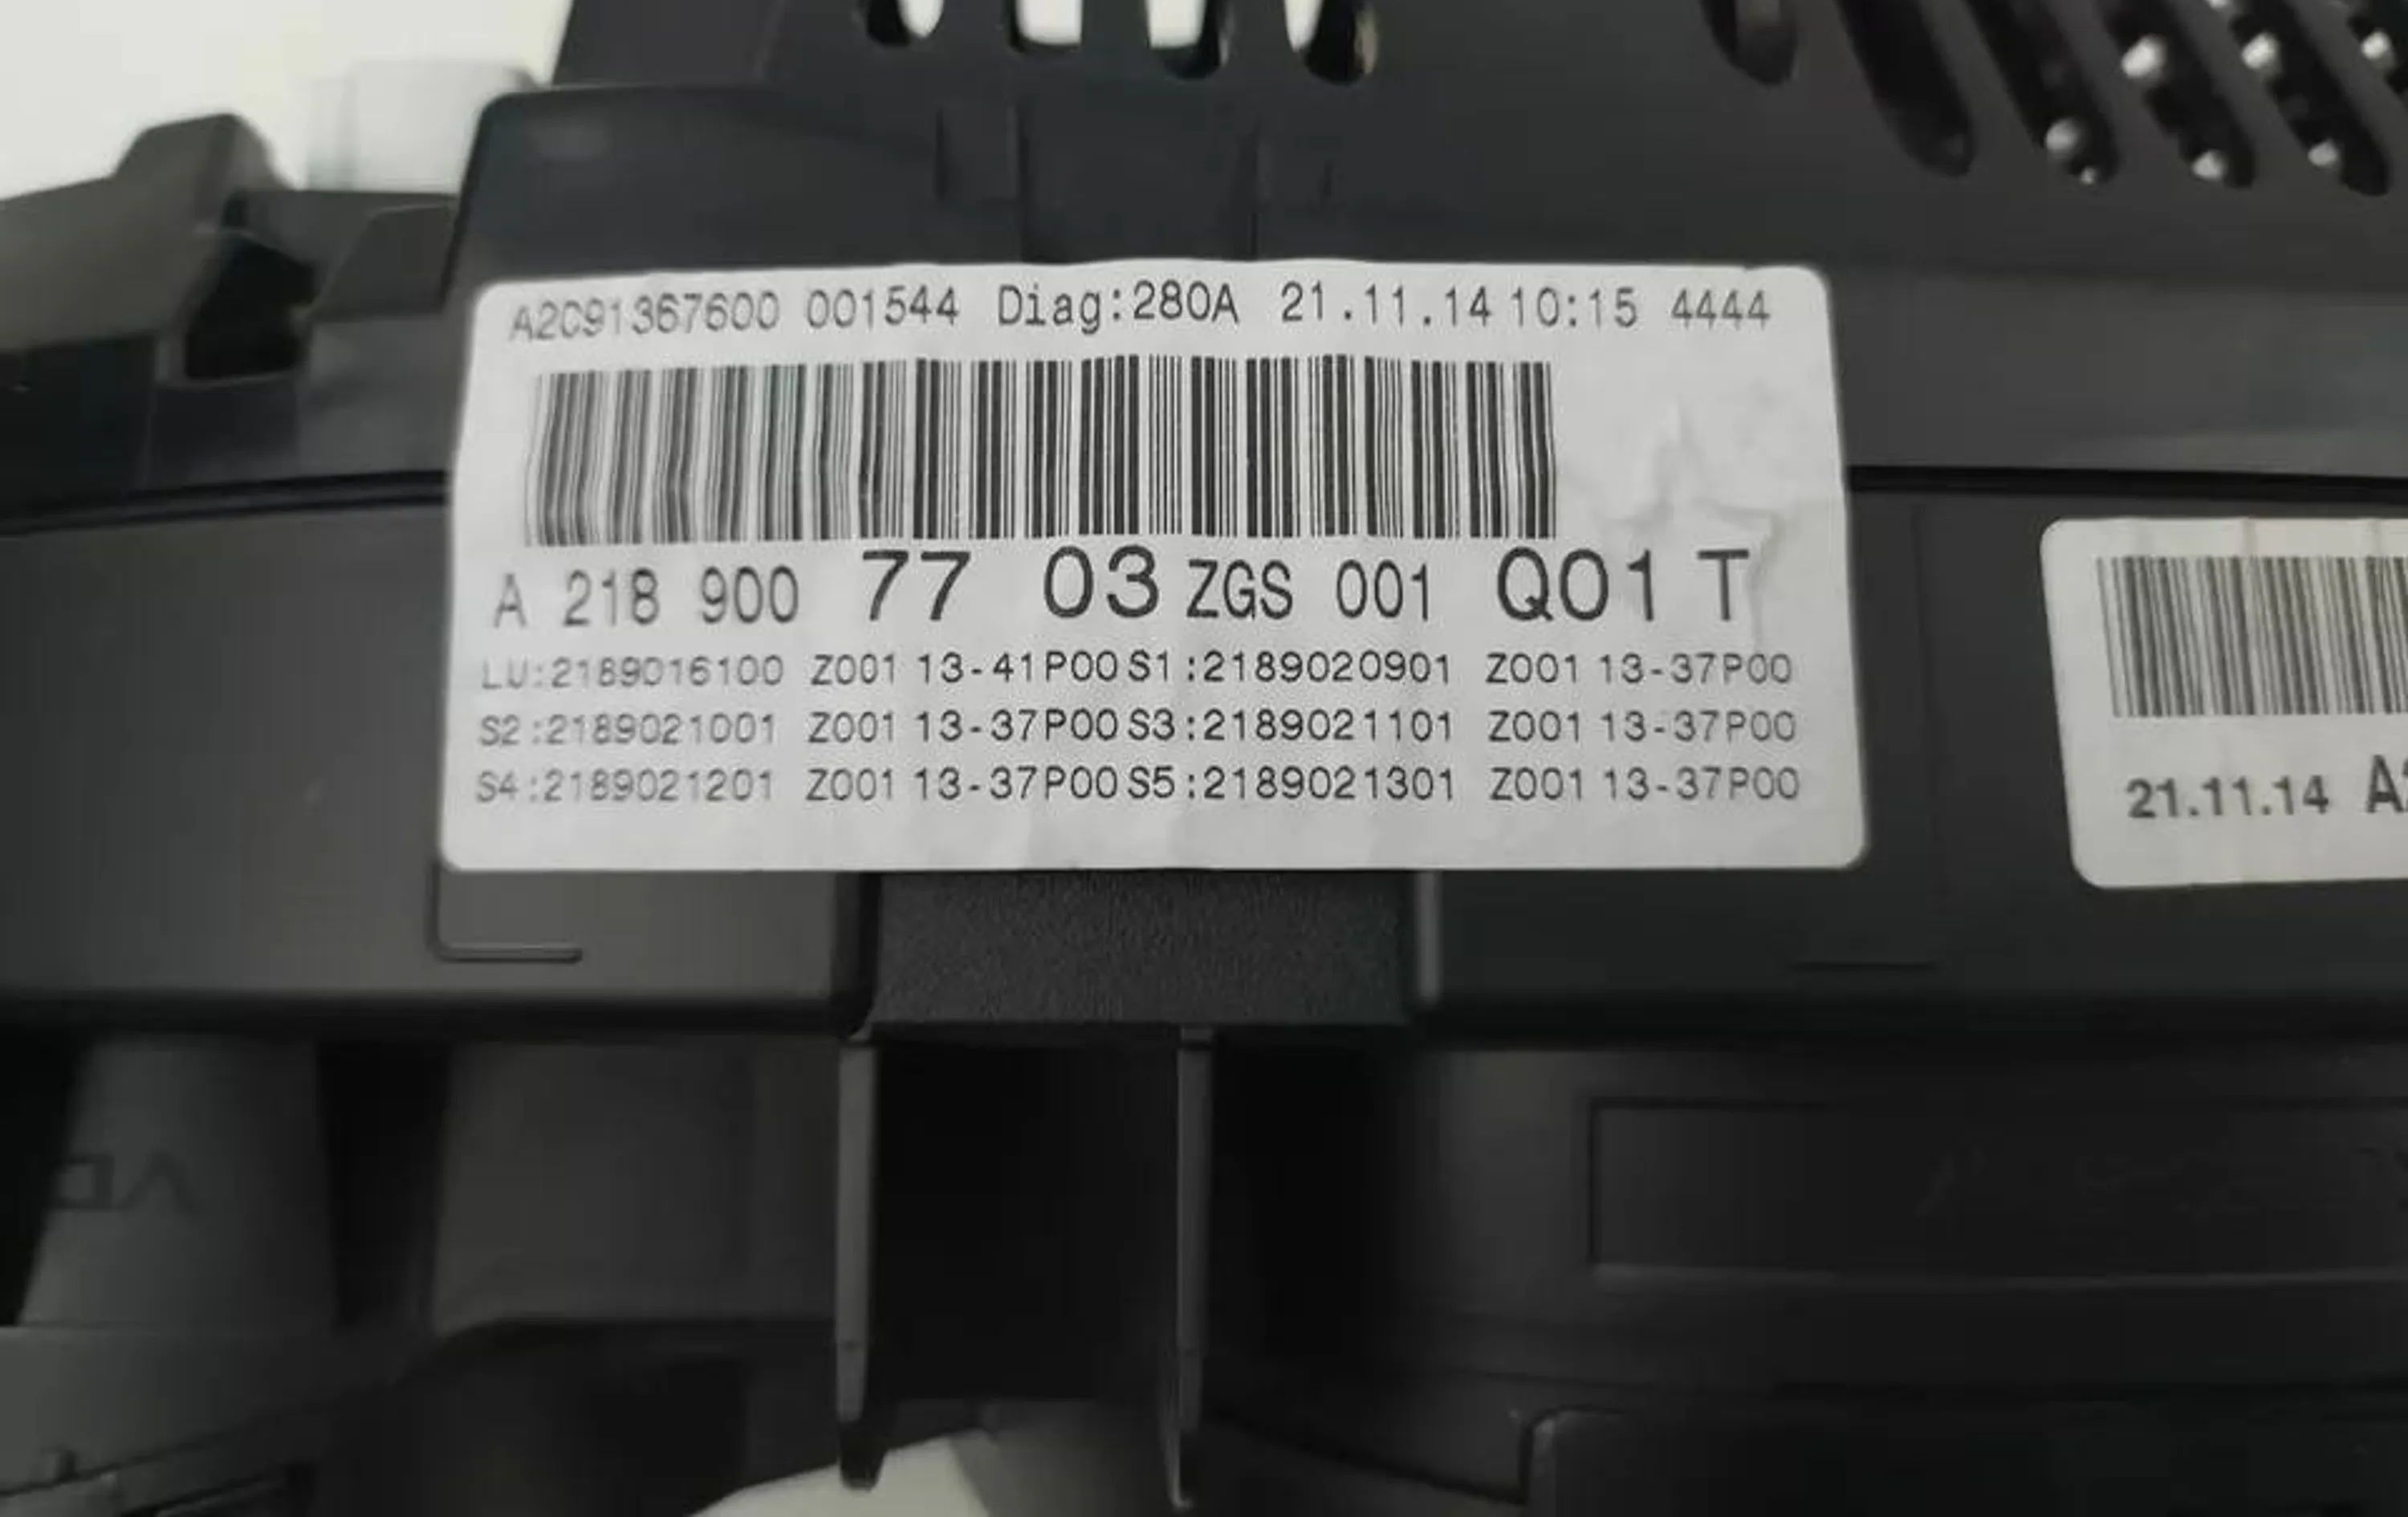 A2C91367600 001544 Diag:280A 21.11.14 10:15 4444
A 218 900 77 03 ZGS 001 Q01 T
LU:2189016100 Z001 13-41P00 S1:2189020901 Z001 13-37P00
S2:2189021001 Z001 13-37P00 S3:2189021101 Z001 13-37P00
S4:2189021201 Z001 13-37P00 S5:2189021301 Z001 13-37P00
21.11.14